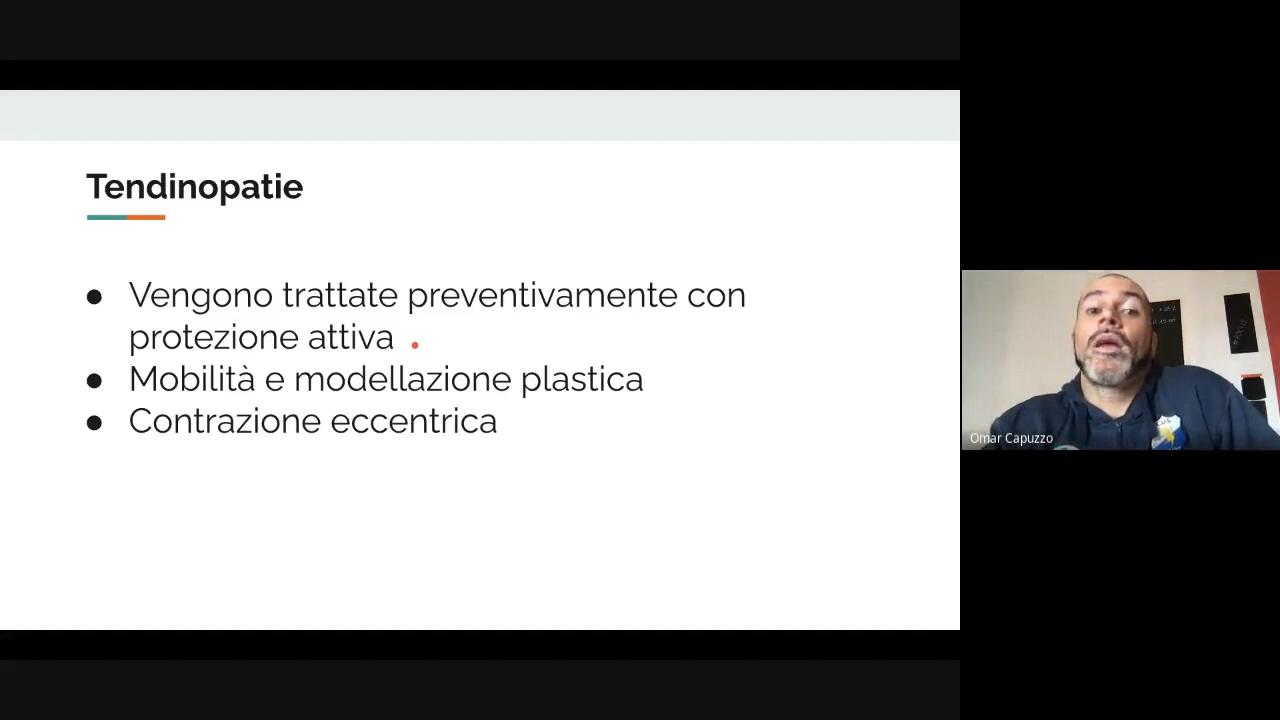 Tendinopatie
● Vengono trattate preventivamente con
protezione attiva
● Mobilità e modellazione plastica
● Contrazione eccentrica
Omar Capuzzo